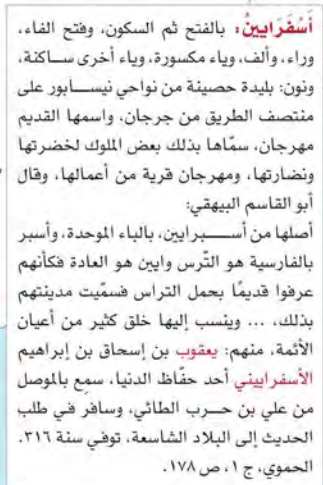 أَسْفَرَايينُ: بالفتح ثم السكون، وفتح الفاء،
وراء، وألف، وياء مكسورة، وياء أخرى ساكنة،
ونون: بليدة حصينة من نواحي نيسابور على
منتصف الطريق من جرجان، واسمها القديم
مهرجان، سمّاها بذلك بعض الملوك لخضرتها
ونضارتها، ومهرجان قرية من أعمالها، وقال
أبو القاسم البيهقي:
أصلها من أسبرايين، بالباء الموحدة، وأسبر
بالفارسية هو التّرس وايين هو العادة فكأنهم
عرفوا قديمًا بحمل التراس فسمّيت مدينتهم
بذلك، ... وينسب إليها خلق كثير من أعيان
الأئمة، منهم: يعقوب بن إسحاق بن إبراهيم
الأسفراييني أحد حفّاظ الدنيا، سمع بالموصل
من علي بن حرب الطائي، وسافر في طلب
الحديث إلى البلاد الشاسعة، توفي سنة ٣١٦.
الحموي، ج ١، ص ١٧٨.